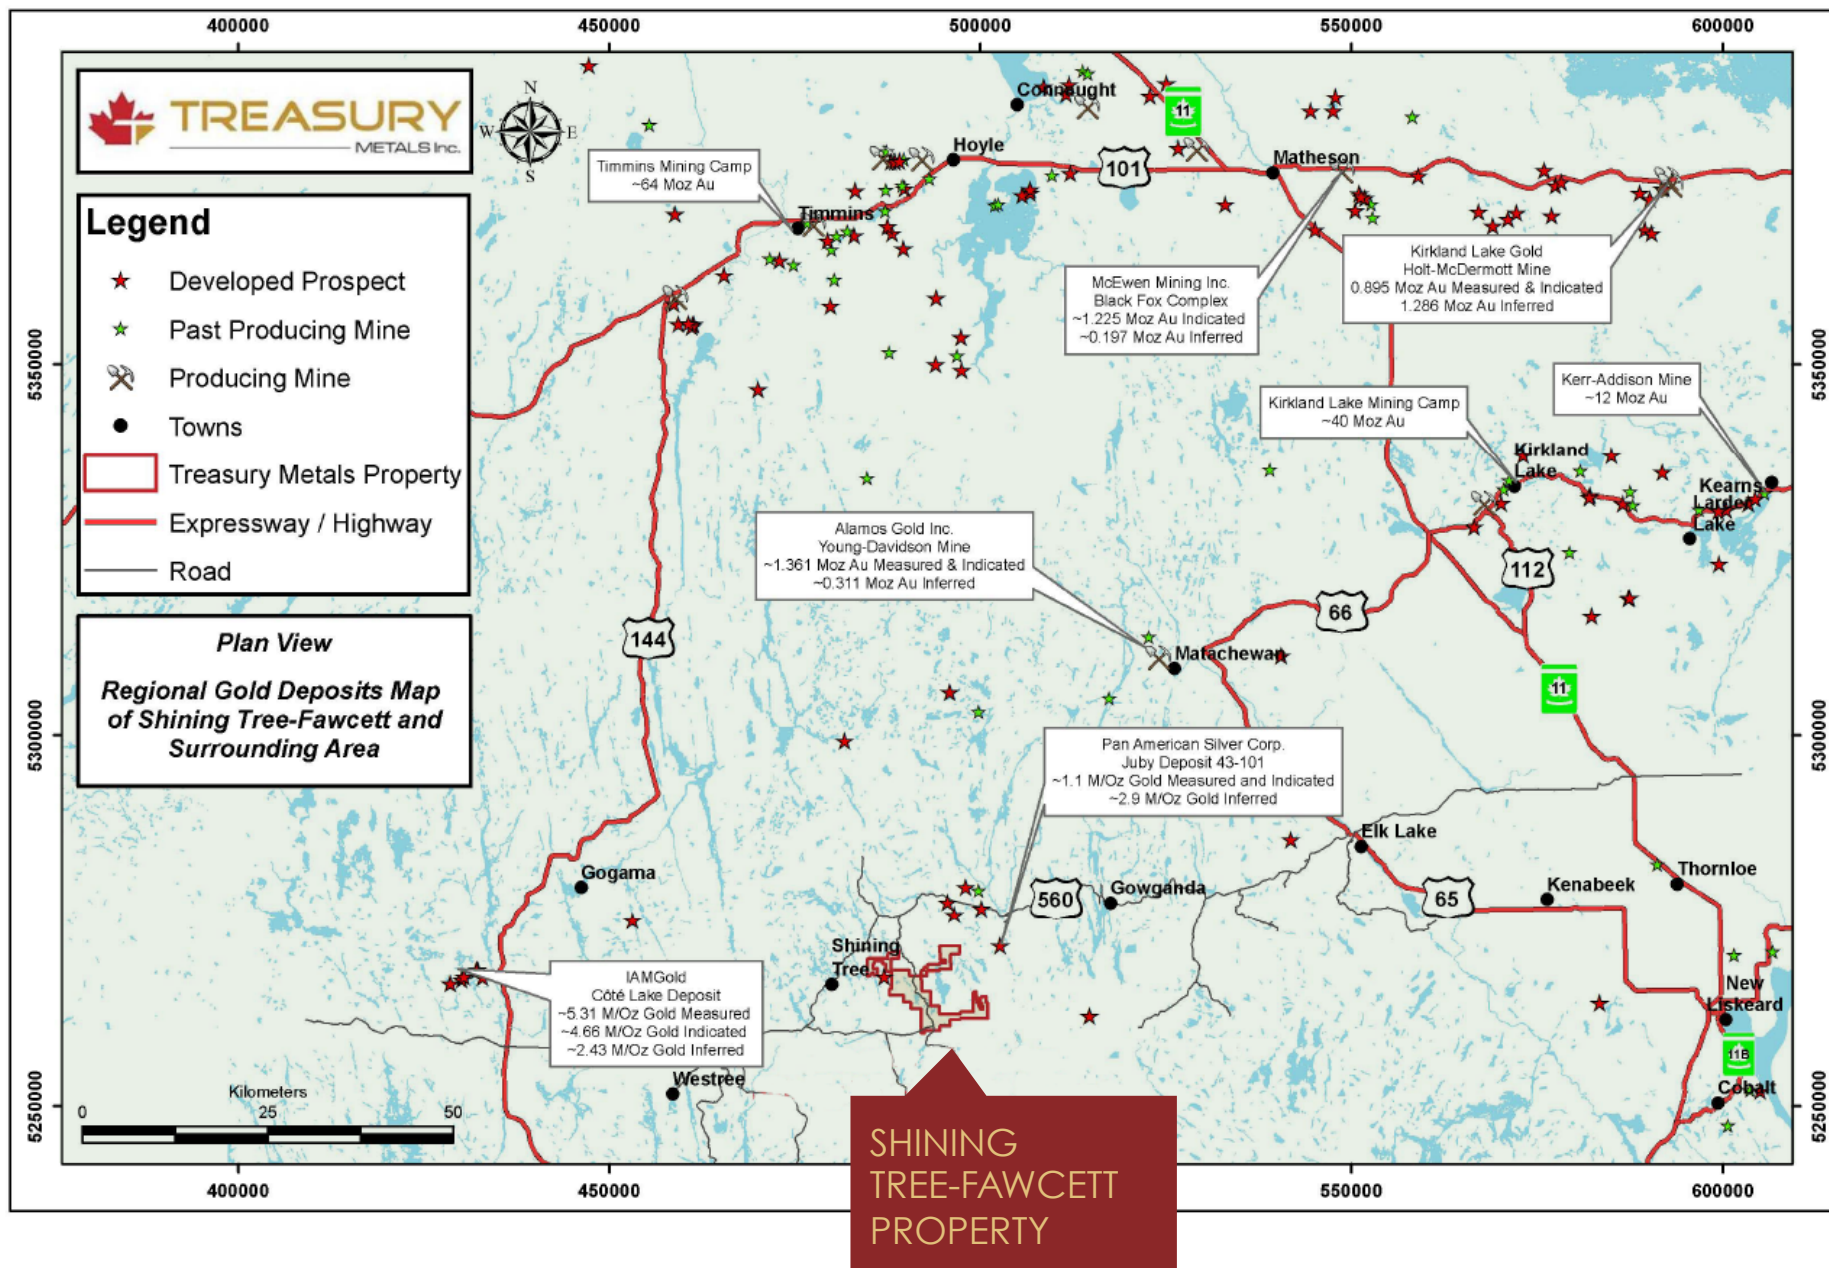 400000
450000
500000
550000
600000
TREASURY
METALS Inc.
N
W
E
S
Legend
Developed Prospect
Past Producing Mine
Producing Mine
Towns
Treasury Metals Property
Expressway / Highway
Road
Plan View
Regional Gold Deposits Map
of Shining Tree-Fawcett and
Surrounding Area
Connaught
11
Hoyle
101
Matheson
Timmins Mining Camp
~64 Moz Au
Timmins
McEwen Mining Inc.
Black Fox Complex
~1.225 Moz Au Indicated
~0.197 Moz Au Inferred
Kirkland Lake Gold
Holt-McDermott Mine
0.895 Moz Au Measured & Indicated
1.286 Moz Au Inferred
5350000
5350000
Kerr-Addison Mine
~12 Moz Au
Kirkland Lake Mining Camp
~40 Moz Au
Kirkland
Lake
Kearns
Larder
Lake
Alamos Gold Inc.
Young-Davidson Mine
~1.361 Moz Au Measured & Indicated
~0.311 Moz Au Inferred
112
66
144
Matachewan
11
5300000
5300000
Pan American Silver Corp.
Juby Deposit 43-101
~1.1 M/Oz Gold Measured and Indicated
~2.9 M/Oz Gold Inferred
Elk Lake
Gogama
560
Gowganda
65
Kenabeek
Thornloe
Shining
Tree
IAMGold
Côté Lake Deposit
~5.31 M/Oz Gold Measured
~4.66 M/Oz Gold Indicated
~2.43 M/Oz Gold Inferred
New
Liskeard
11B
Cobalt
Westree
Kilometers
0
25
50
5250000
5250000
SHINING
TREE-FAWCETT
PROPERTY
400000
450000
550000
600000